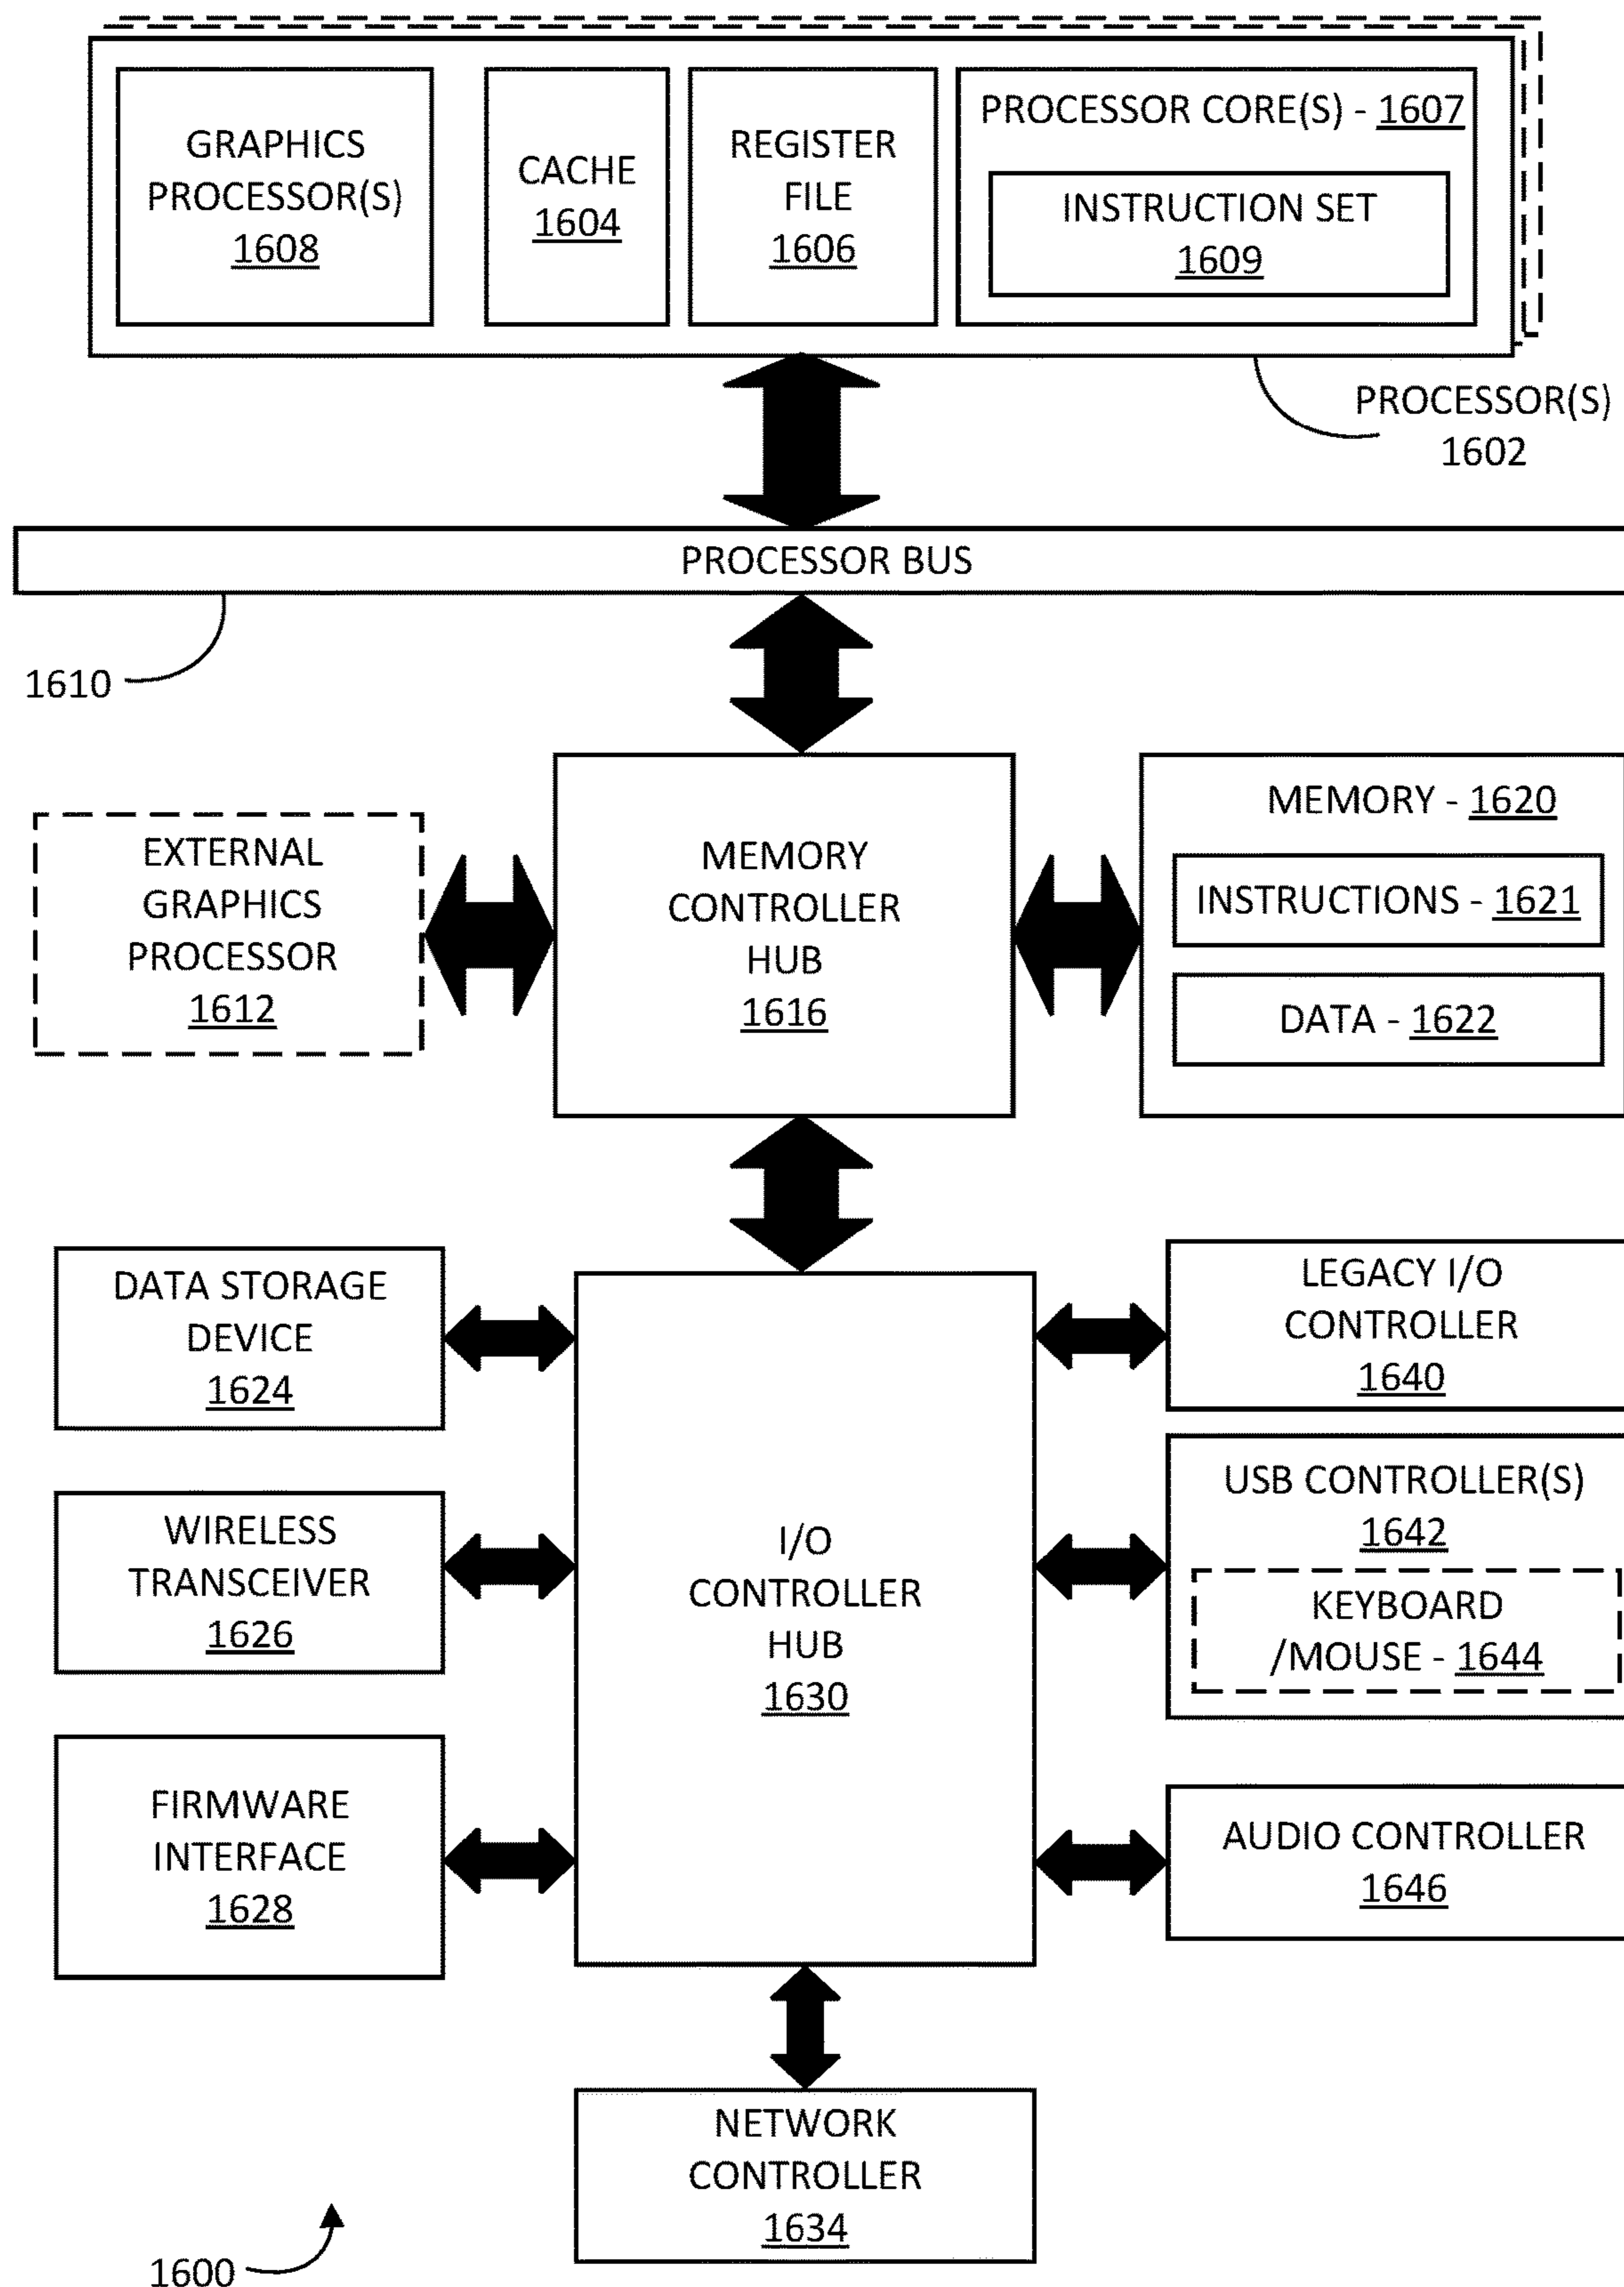 GRAPHICS
PROCESSOR(S)
1608
CACHE
1604
REGISTER
FILE
1606
PROCESSOR CORE(S) - 1607
INSTRUCTION SET
1609
PROCESSOR(S)
1602
PROCESSOR BUS
1610
EXTERNAL
GRAPHICS
PROCESSOR
1612
MEMORY
CONTROLLER
HUB
1616
MEMORY - 1620
INSTRUCTIONS - 1621
DATA - 1622
DATA STORAGE
DEVICE
1624
WIRELESS
TRANSCEIVER
1626
FIRMWARE
INTERFACE
1628
I/O
CONTROLLER
HUB
1630
LEGACY I/O
CONTROLLER
1640
USB CONTROLLER(S)
1642
KEYBOARD
/MOUSE - 1644
AUDIO CONTROLLER
1646
NETWORK
CONTROLLER
1634
1600